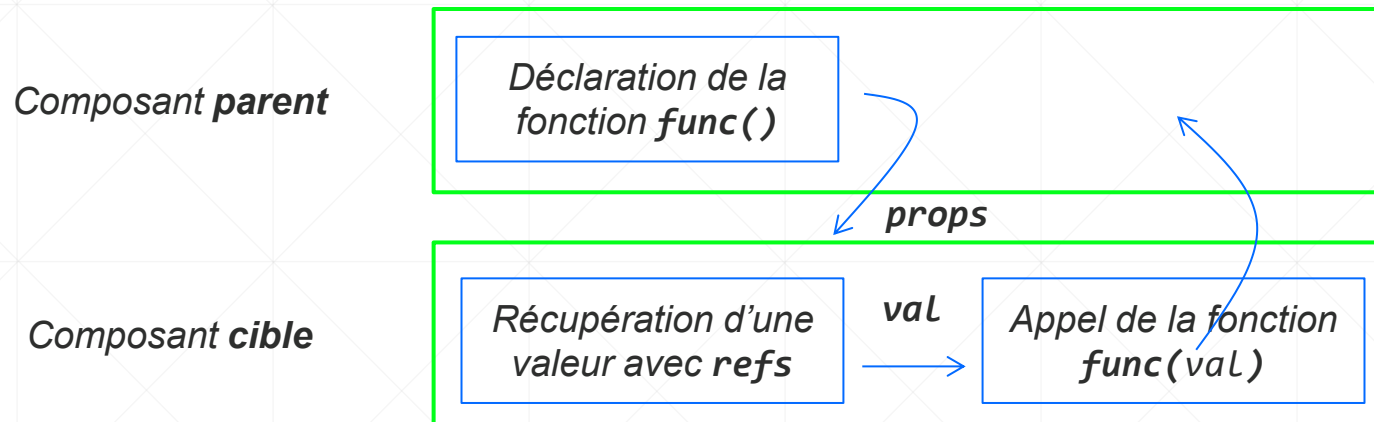 Composant parent
Déclaration de la
fonction func()
props
Composant cible
Récupération d’une
valeur avec refs
val
Appel de la fonction
func(val)